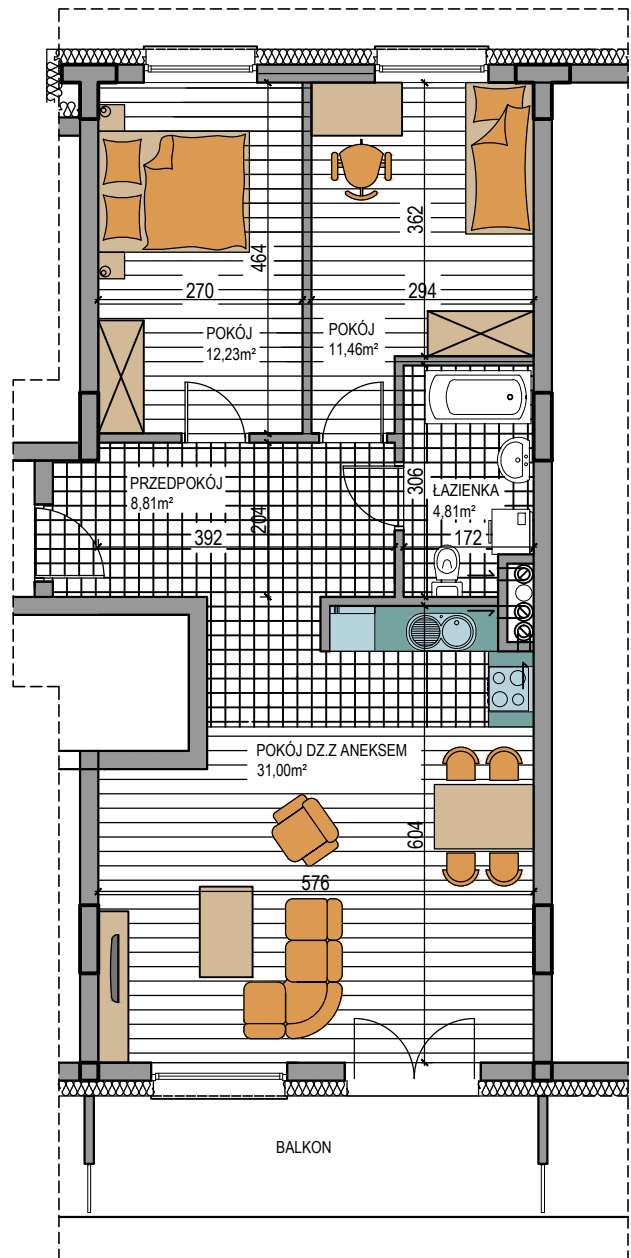 362
464
270
294
POKÓJ
12,23m²
POKÓJ
11,46m²
PRZEDPOKÓJ
8,81m²
204
392
306
ŁAZIENKA
4,81m²
172
POKÓJ DZ.Z ANEKSEM
31,00m²
604
576
BALKON